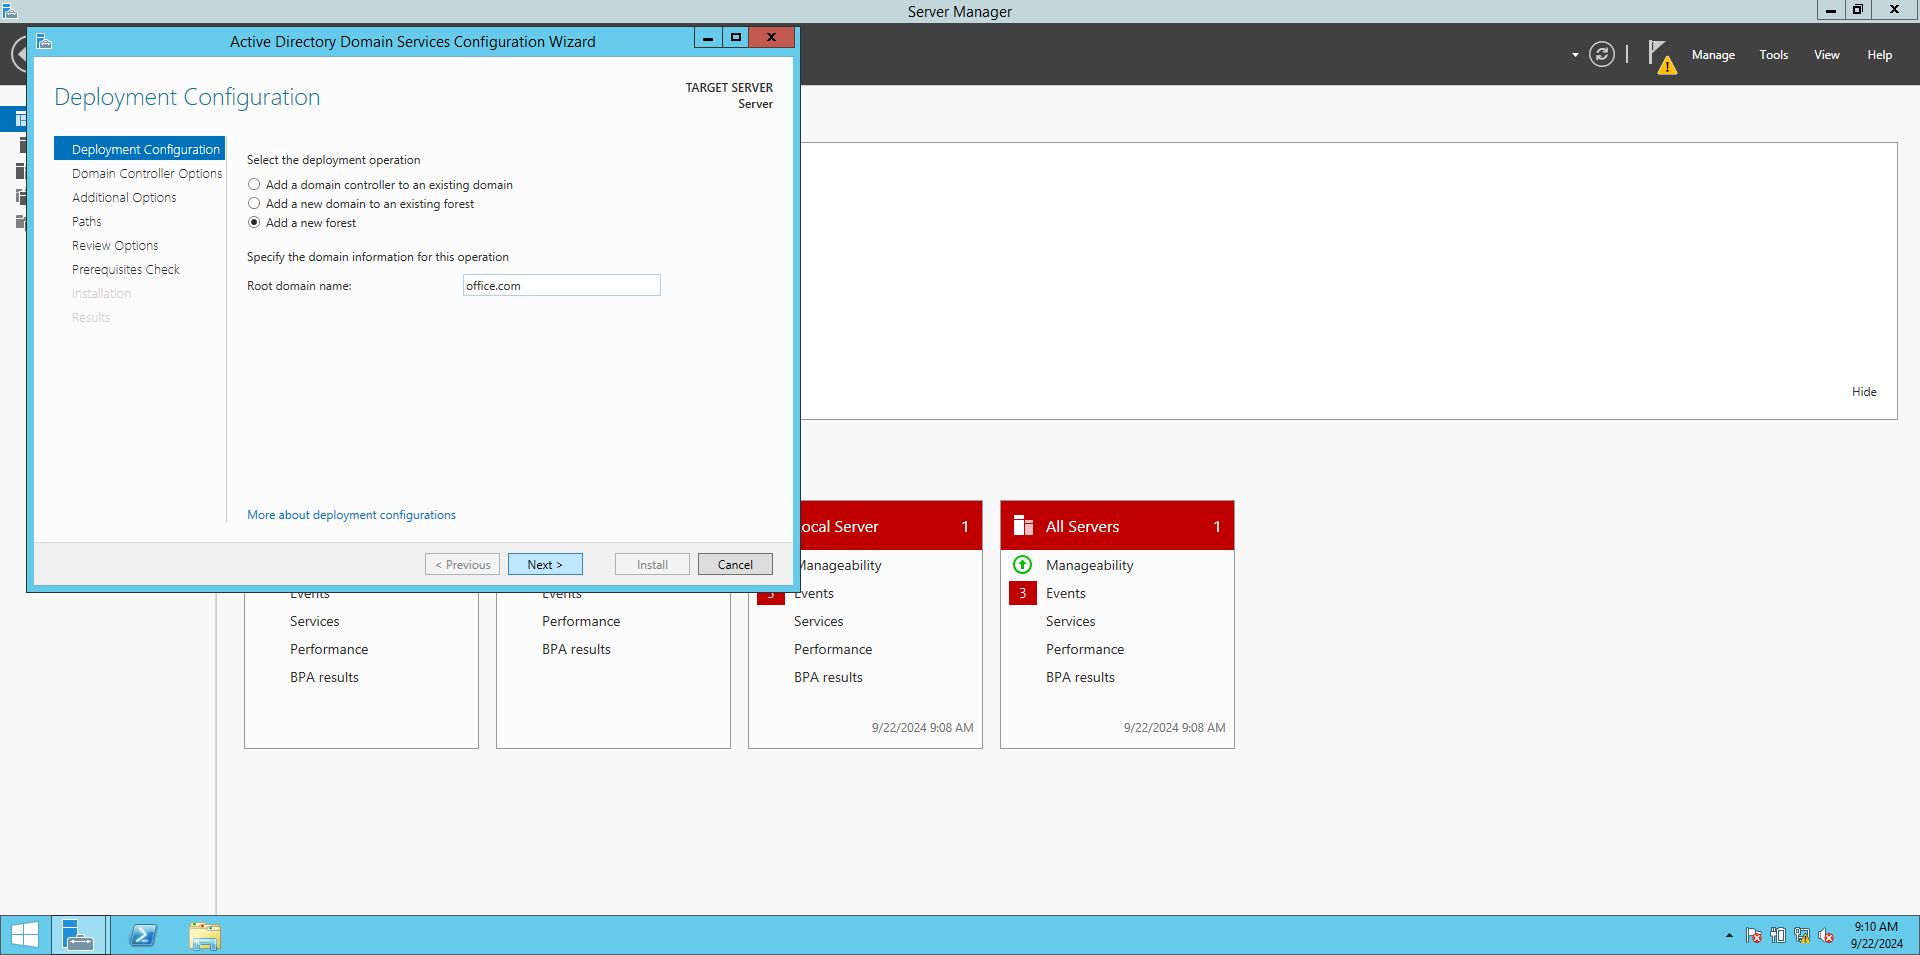 Server Manager
Active Directory Domain Services Configuration Wizard
Manage
Tools
View
Help
Deployment Configuration
TARGET SERVER
Server
Deployment Configuration
Domain Controller Options
Additional Options
Paths
Review Options
Prerequisites Check
Installation
Results
Select the deployment operation
Add a domain controller to an existing domain
Add a new domain to an existing forest
Add a new forest
Specify the domain information for this operation
Root domain name:
office.com
More about deployment configurations
< Previous
Next >
Install
Cancel
Hide
Events
Services
Performance
BPA results
Events
Performance
BPA results
ocal Server 1
Manageability
3 Events
Services
Performance
BPA results
9/22/2024 9:08 AM
All Servers 1
Manageability
3 Events
Services
Performance
BPA results
9/22/2024 9:08 AM
9:10 AM
9/22/2024